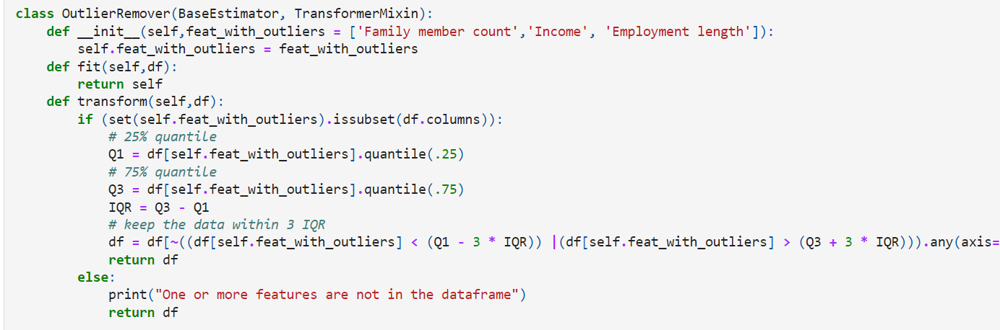 class OutlierRemover(BaseEstimator, TransformerMixin):
    def __init__(self,feat_with_outliers = ['Family member count','Income', 'Employment length']):
        self.feat_with_outliers = feat_with_outliers
    def fit(self,df):
        return self
    def transform(self,df):
        if (set(self.feat_with_outliers).issubset(df.columns)):
            # 25% quantile
            Q1 = df[self.feat_with_outliers].quantile(.25)
            # 75% quantile
            Q3 = df[self.feat_with_outliers].quantile(.75)
            IQR = Q3 - Q1
            # keep the data within 3 IQR
            df = df[~((df[self.feat_with_outliers] < (Q1 - 3 * IQR)) |(df[self.feat_with_outliers] > (Q3 + 3 * IQR))).any(axis=
            return df
        else:
            print("One or more features are not in the dataframe")
            return df